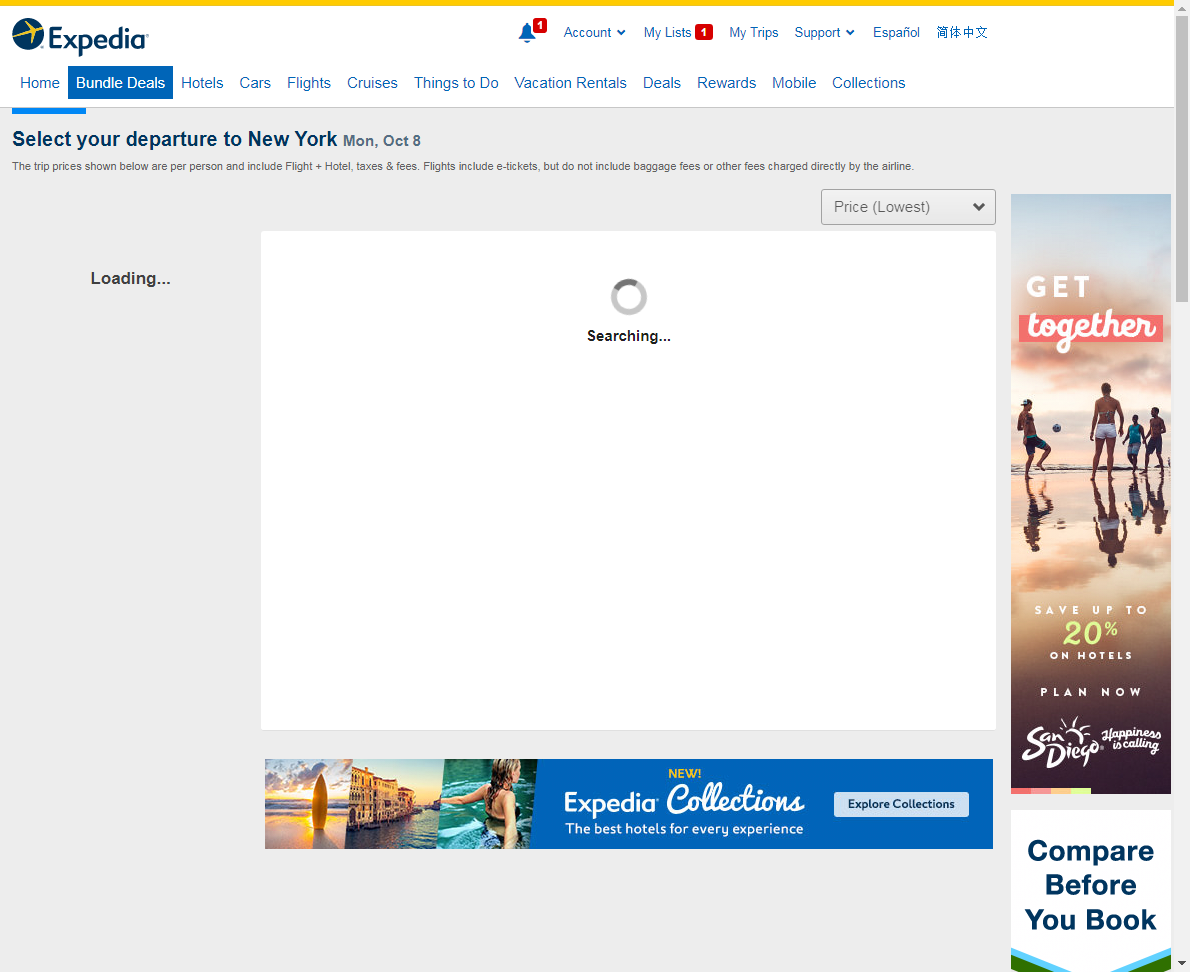 Expedia
1
Account
My Lists 1
My Trips
Support
Español
简体中文
Home
Bundle Deals
Hotels
Cars
Flights
Cruises
Things to Do
Vacation Rentals
Deals
Rewards
Mobile
Collections
Select your departure to New York Mon, Oct 8
The trip prices shown below are per person and include Flight + Hotel, taxes & fees. Flights include e-tickets, but do not include baggage fees or other fees charged directly by the airline.
Price (Lowest)
Loading...
Searching...
GET
together
SAVE UP TO
20%
ON HOTELS
PLAN NOW
San Diego
Happiness
is calling
NEW!
Expedia Collections
The best hotels for every experience
Explore Collections
Compare
Before
You Book